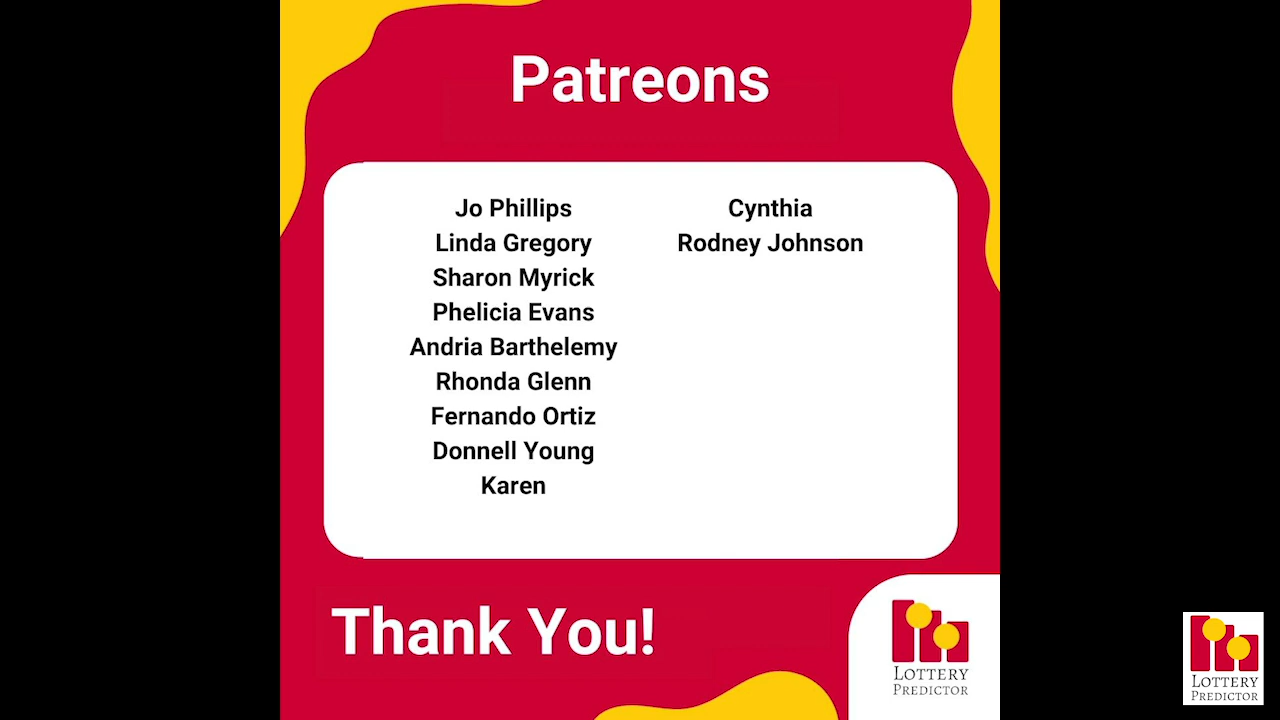 Patreons
Jo Phillips
Linda Gregory
Sharon Myrick
Phelicia Evans
Andria Barthelemy
Rhonda Glenn
Fernando Ortiz
Donnell Young
Karen
Cynthia
Rodney Johnson
Thank You!
LOTTERY
PREDICTOR
LOTTERY
PREDICTOR